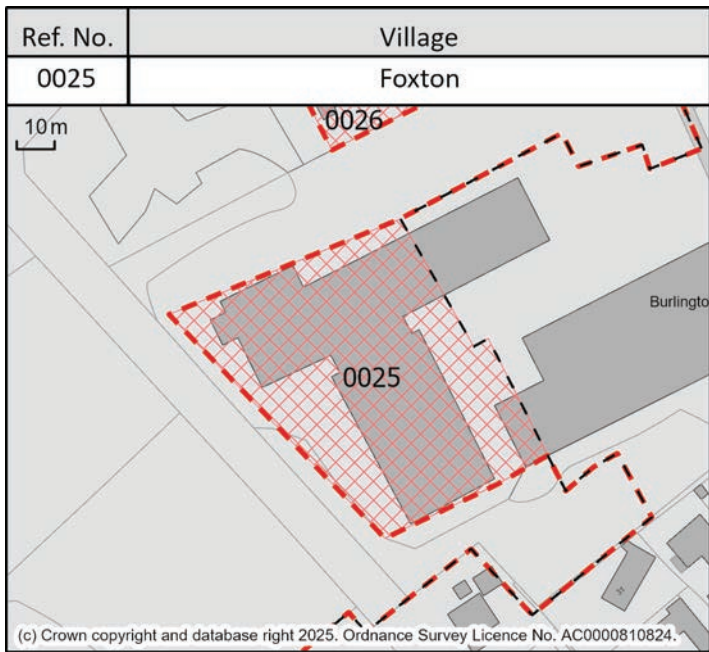 Ref. No. Village
0025 Foxton
10 m
0026
Burlingto
0025
31
(c) Crown copyright and database right 2025. Ordnance Survey Licence No. AC0000810824.